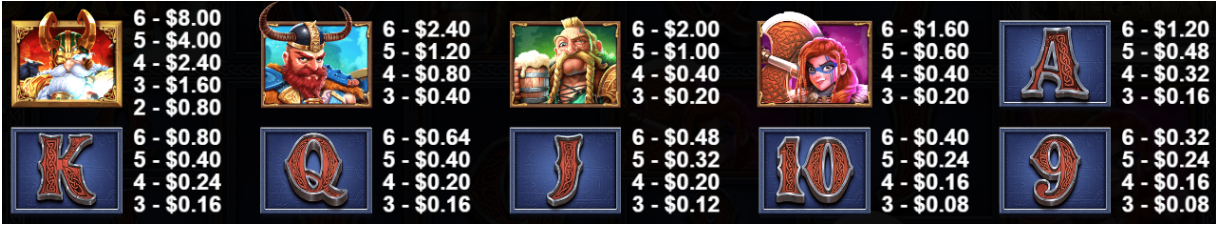 6 - $8.00
5 - $4.00
4 - $2.40
3 - $1.60
2 - $0.80
6 - $2.40
5 - $1.20
4 - $0.80
3 - $0.40
6 - $2.00
5 - $1.00
4 - $0.40
3 - $0.20
6 - $1.60
5 - $0.60
4 - $0.40
3 - $0.20
A
6 - $1.20
5 - $0.48
4 - $0.32
3 - $0.16
K
6 - $0.80
5 - $0.40
4 - $0.24
3 - $0.16
Q
6 - $0.64
5 - $0.40
4 - $0.20
3 - $0.16
J
6 - $0.48
5 - $0.32
4 - $0.20
3 - $0.12
10
6 - $0.40
5 - $0.24
4 - $0.16
3 - $0.08
9
6 - $0.32
5 - $0.24
4 - $0.16
3 - $0.08